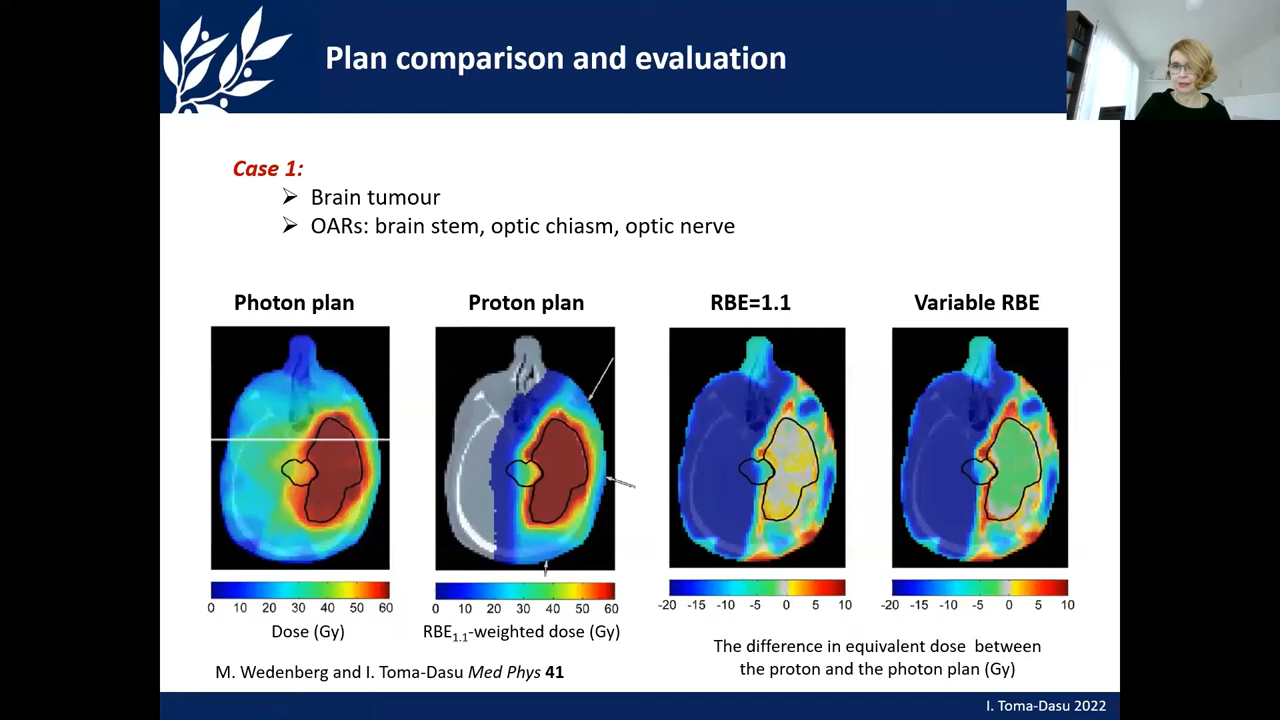 Plan comparison and evaluation
Case 1:
➢ Brain tumour
➢ OARs: brain stem, optic chiasm, optic nerve
Photon plan
Proton plan
RBE=1.1
Variable RBE
0 10 20 30 40 50 60
Dose (Gy)
0 10 20 30 40 50 60
RBE1.1-weighted dose (Gy)
-20 -15 -10 -5 0 5 10
-20 -15 -10 -5 0 5 10
The difference in equivalent dose between
the proton and the photon plan (Gy)
M. Wedenberg and I. Toma-Dasu Med Phys 41
I. Toma-Dasu 2022